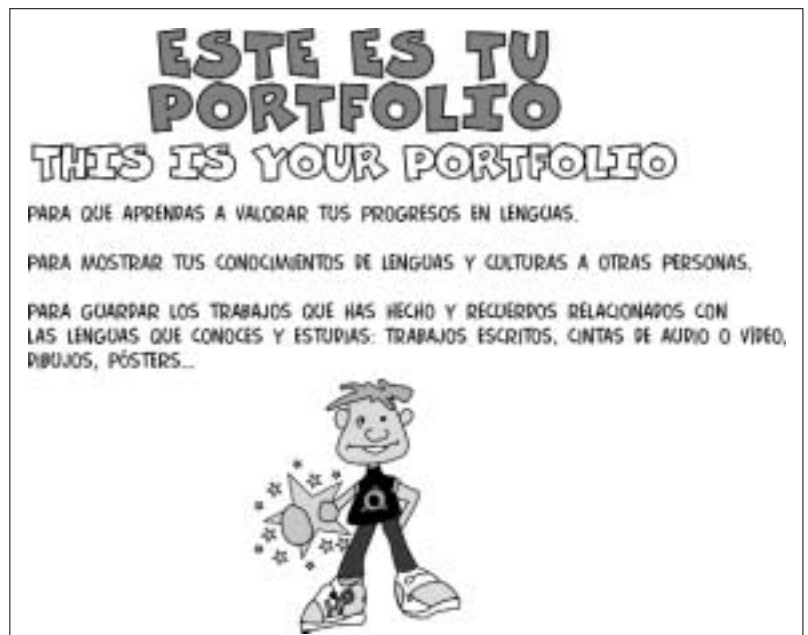 ESTE ES TU
PORTFOLIO
THIS IS YOUR PORTFOLIO
PARA QUE APRENDAS A VALORAR TUS PROGRESOS EN LENGUAS.
PARA MOSTRAR TUS CONOCIMIENTOS DE LENGUAS Y CULTURAS A OTRAS PERSONAS.
PARA GUARDAR LOS TRABAJOS QUE HAS HECHO Y RECUERDOS RELACIONADOS CON
LAS LENGUAS QUE CONOCES Y ESTUDIAS: TRABAJOS ESCRITOS, CINTAS DE AUDIO O VÍDEO,
DIBUJOS, PÓSTERS...